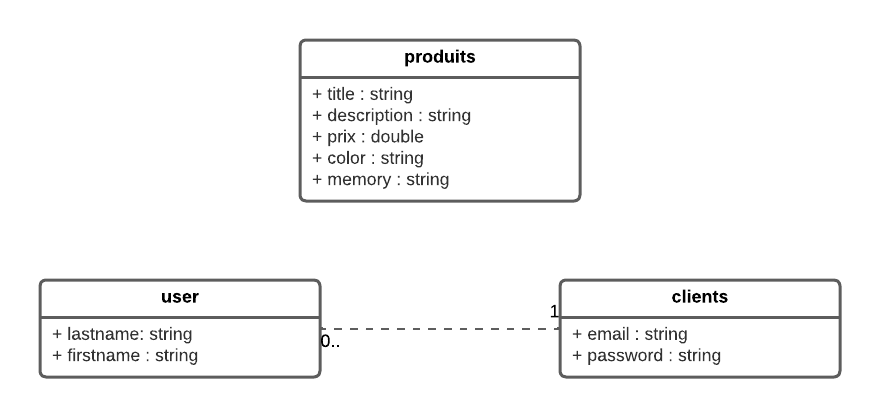 produits
+ title : string
+ description : string
+ prix : double
+ color : string
+ memory : string
user
+ lastname: string
+ firstname : string
0..
1
clients
+ email : string
+ password : string